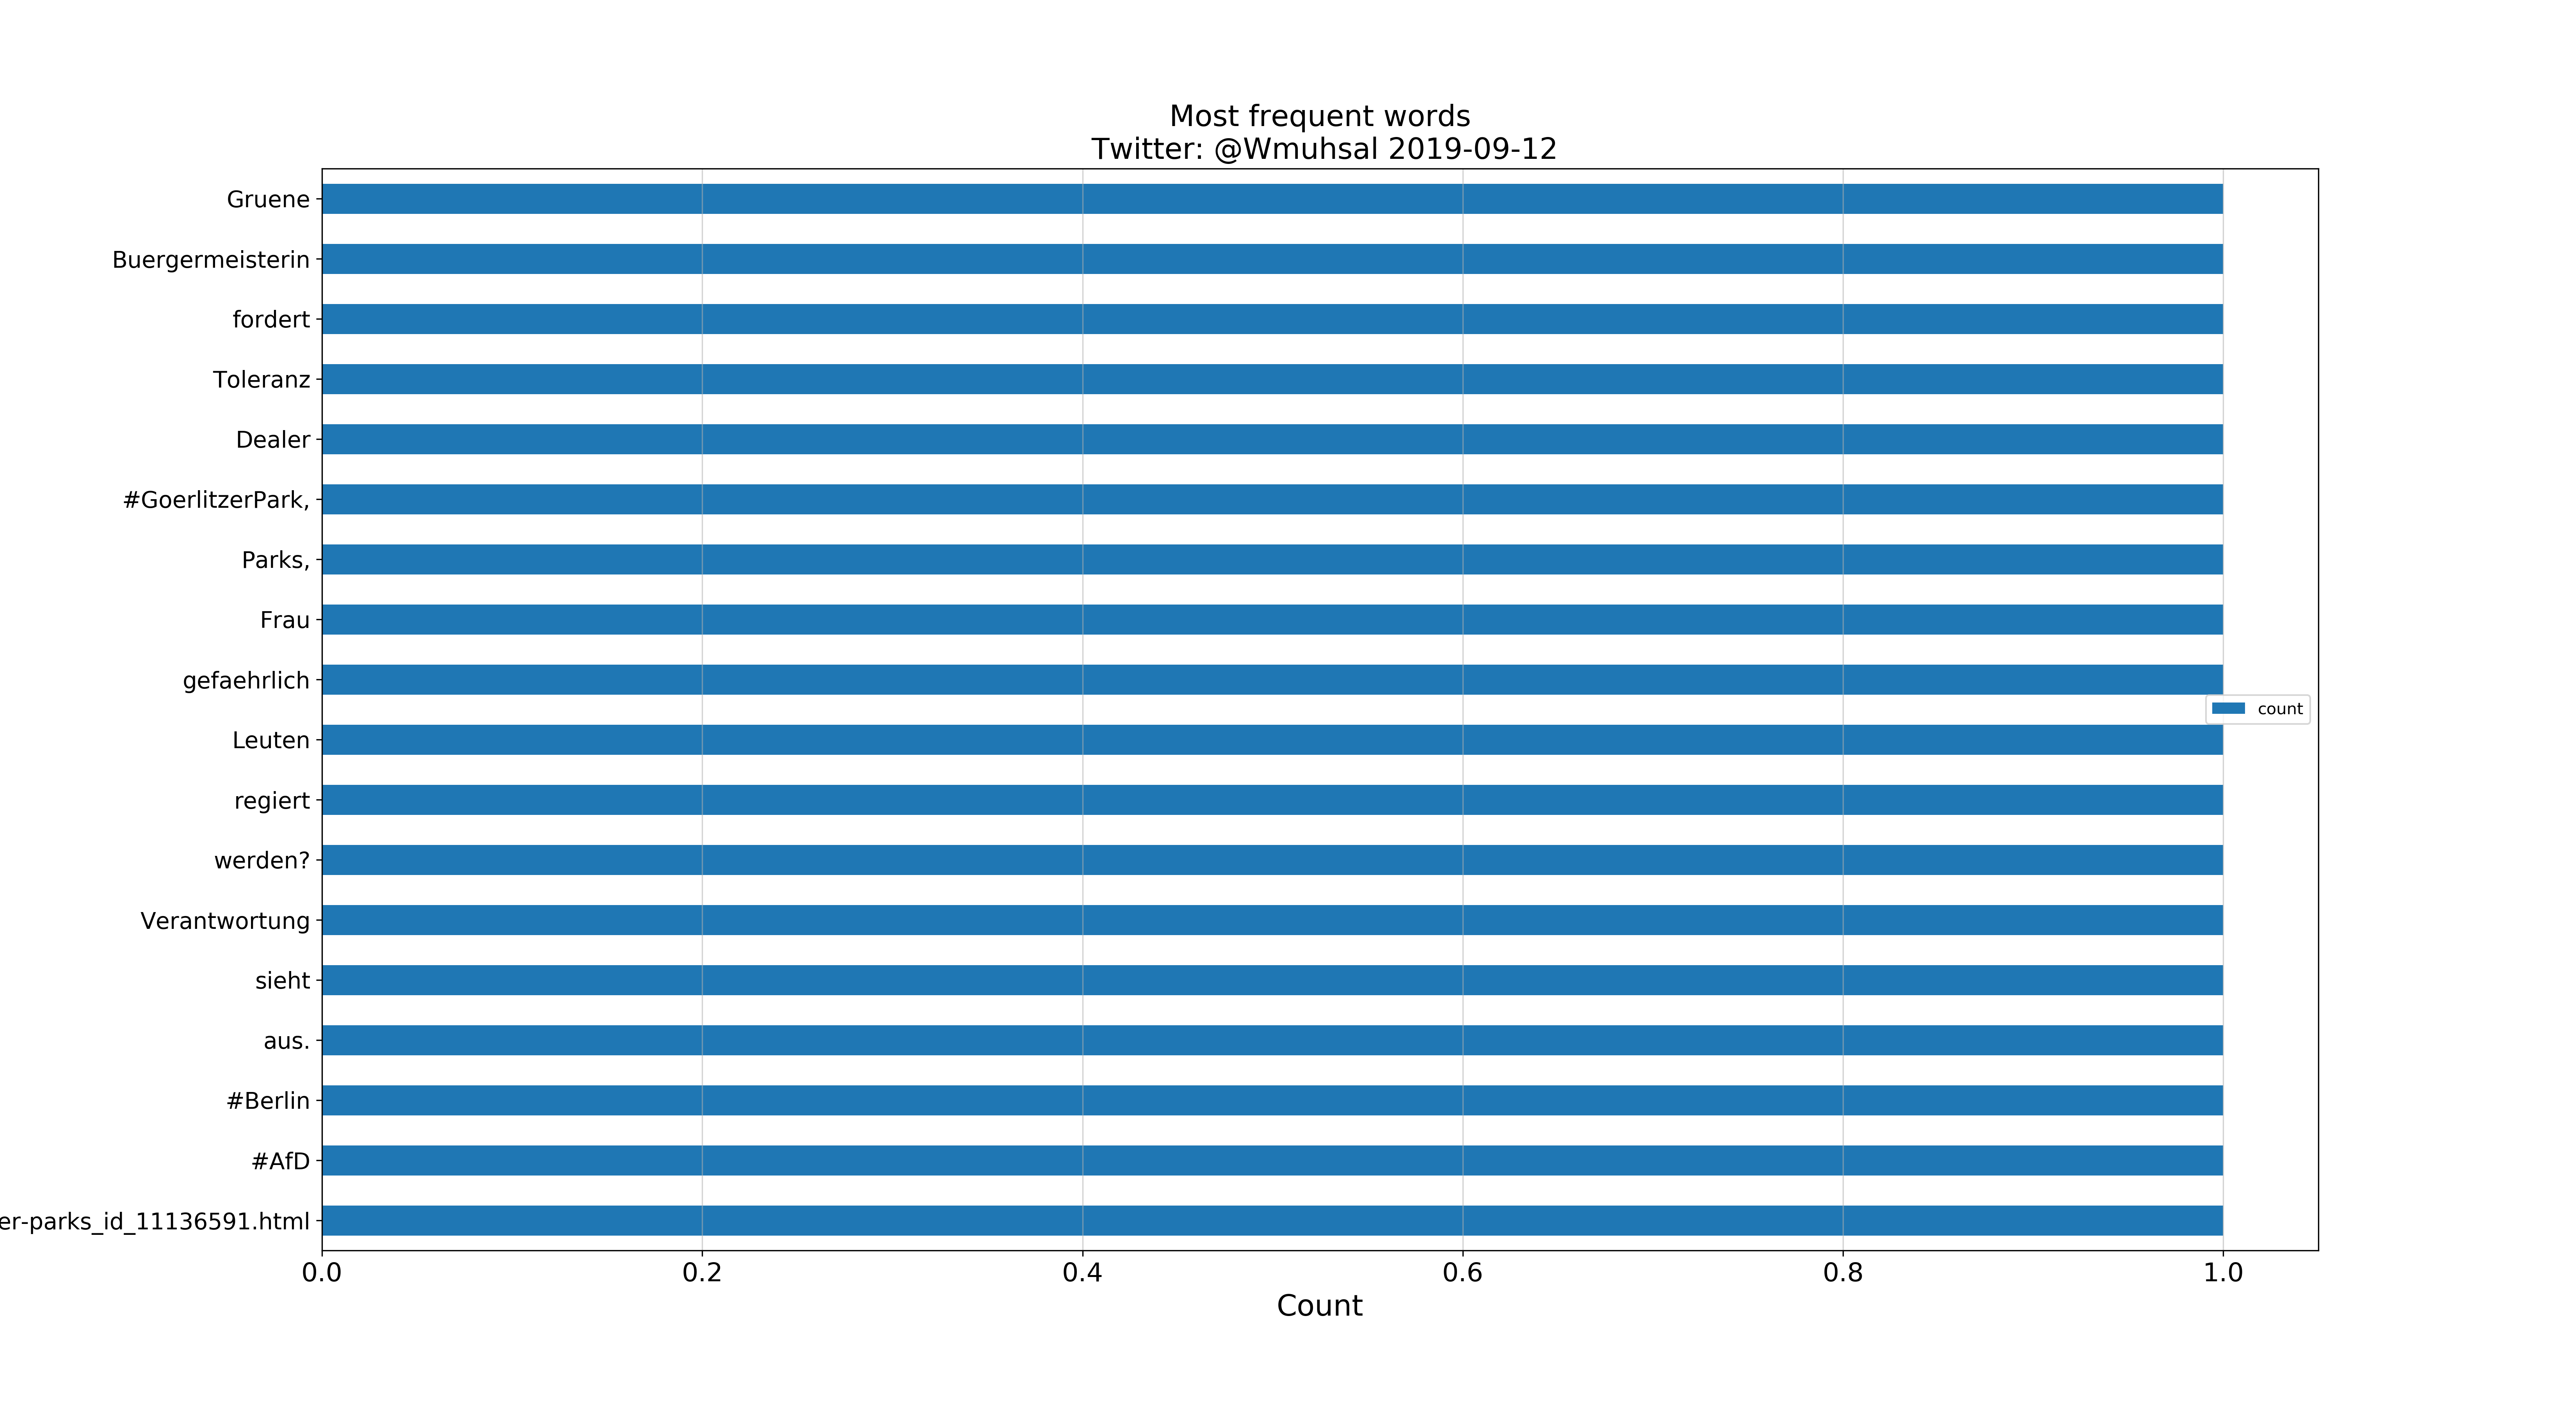 Most frequent words
Twitter: @Wmuhsal 2019-09-12
Gruene
Buergermeisterin
fordert
Toleranz
Dealer
#GoerlitzerPark,
Parks,
Frau
gefaehrlich
Leuten
regiert
werden?
Verantwortung
sieht
aus.
#Berlin
#AfD
er-parks_id_11136591.html
count
0.0 0.2 0.4 0.6 0.8 1.0
Count